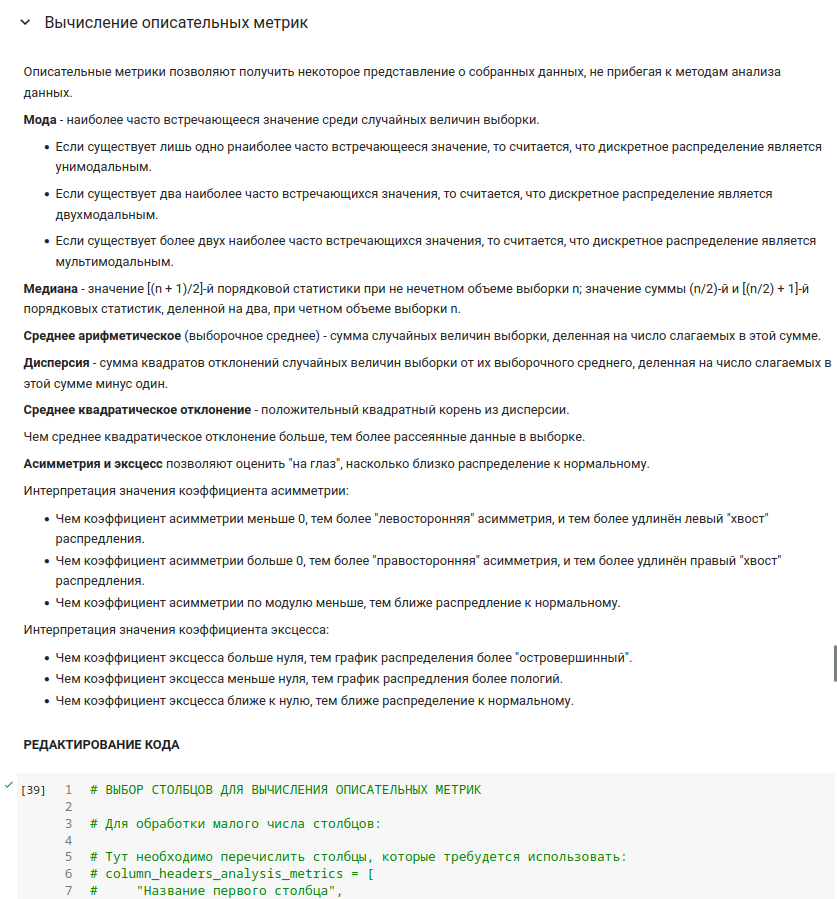 Вычисление описательных метрик
Описательные метрики позволяют получить некоторое представление о собранных данных, не прибегая к методам анализа
данных.
Мода - наиболее часто встречающееся значение среди случайных величин выборки.
• Если существует лишь одно рнаиболее часто встречающееся значение, то считается, что дискретное распределение является
унимодальным.
• Если существует два наиболее часто встречающихся значения, то считается, что дискретное распределение является
двухмодальным.
• Если существует более двух наиболее часто встречающихся значения, то считается, что дискретное распределение является
мультимодальным.
Медиана - значение [(n + 1)/2]-й порядковой статистики при не нечетном объеме выборки n; значение суммы (n/2)-й и [(n/2) + 1]-й
порядковых статистик, деленной на два, при четном объеме выборки n.
Среднее арифметическое (выборочное среднее) - сумма случайных величин выборки, деленная на число слагаемых в этой сумме.
Дисперсия - сумма квадратов отклонений случайных величин выборки от их выборочного среднего, деленная на число слагаемых в
этой сумме минус один.
Среднее квадратическое отклонение - положительный квадратный корень из дисперсии.
Чем среднее квадратическое отклонение больше, тем более рассеянные данные в выборке.
Асимметрия и эксцесс позволяют оценить "на глаз", насколько близко распределение к нормальному.
Интерпретация значения коэффициента асимметрии:
• Чем коэффициент асимметрии меньше 0, тем более "левосторонняя" асимметрия, и тем более удлинён левый "хвост"
распредления.
• Чем коэффициент асимметрии больше 0, тем более "правосторонняя" асимметрия, и тем более удлинён правый "хвост"
распредления.
• Чем коэффициент асимметрии по модулю меньше, тем ближе распредление к нормальному.
Интерпретация значения коэффициента эксцесса:
• Чем коэффициент эксцесса больше нуля, тем график распределения более "островершинный".
• Чем коэффициент эксцесса меньше нуля, тем график распредления более пологий.
• Чем коэффициент эксцесса ближе к нулю, тем ближе распределение к нормальному.
РЕДАКТИРОВАНИЕ КОДА
[39] 1 # ВЫБОР СТОЛБЦОВ ДЛЯ ВЫЧИСЛЕНИЯ ОПИСАТЕЛЬНЫХ МЕТРИК
2
3 # Для обработки малого числа столбцов:
4
5 # Тут необходимо перечислить столбцы, которые требуется использовать:
6 # column_headers_analysis_metrics = [
7 #     "Название первого столбца",